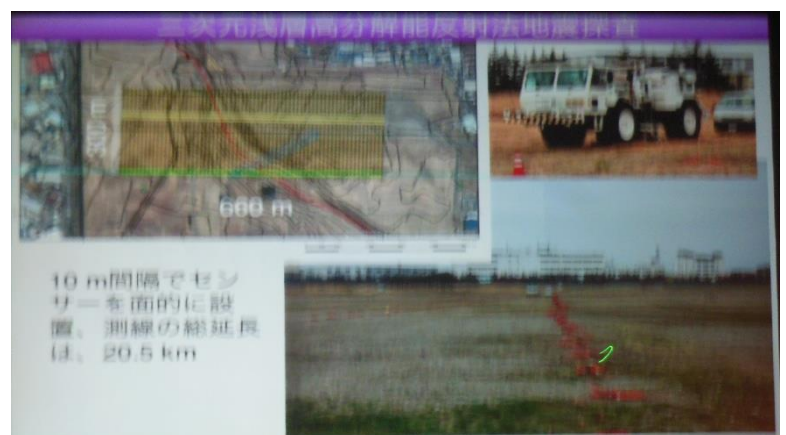 三次元浅層高分解能反射法地震探査
300 m
660 m
10 m間隔でセン
サーを面的に設
置、測線の総延長
は、20.5 km